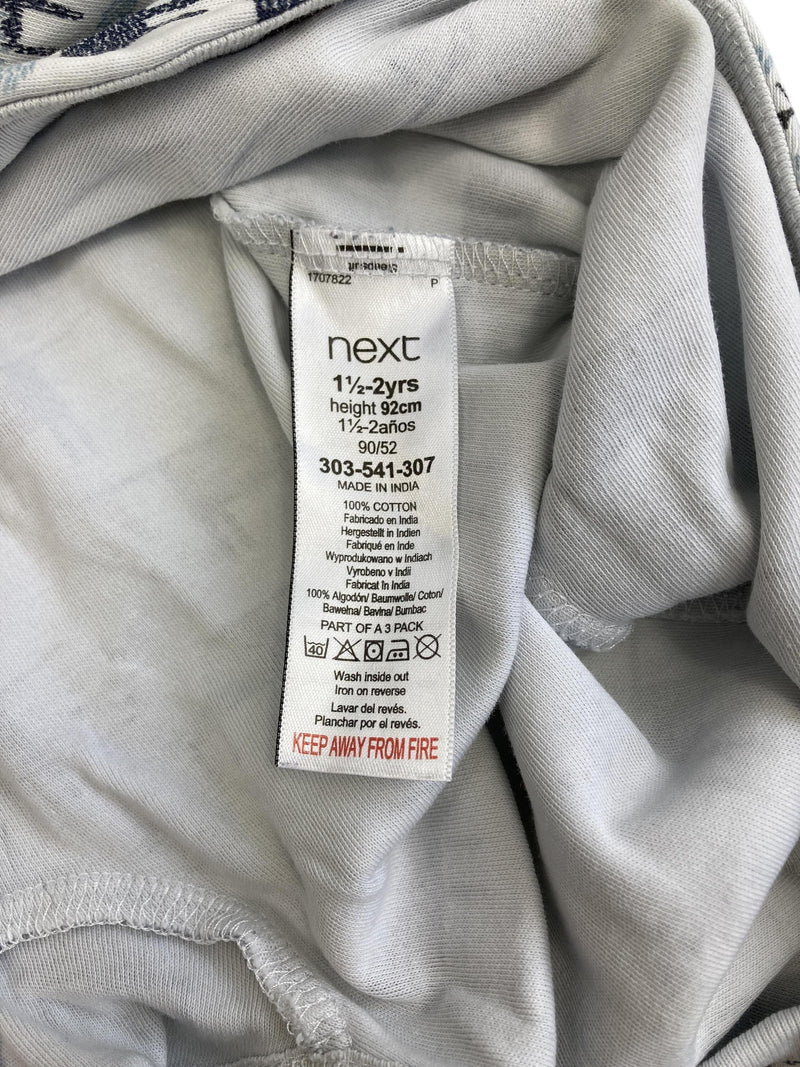 1707822 P
next
1½-2yrs
height 92cm
1½-2años
90/52
303-541-307
MADE IN INDIA
100% COTTON
Fabricado en India
Hergestellt in Indien
Fabriqué en Inde
Wyprodukowano w Indiach
Vyrobeno v Indii
Fabricat în India
100% Algodón/ Baumwolle/ Coton/
Bawełna/ Bavlna/ Bumbac
PART OF A 3 PACK
40
Wash inside out
Iron on reverse
Lavar del revés.
Planchar por el revés.
KEEP AWAY FROM FIRE